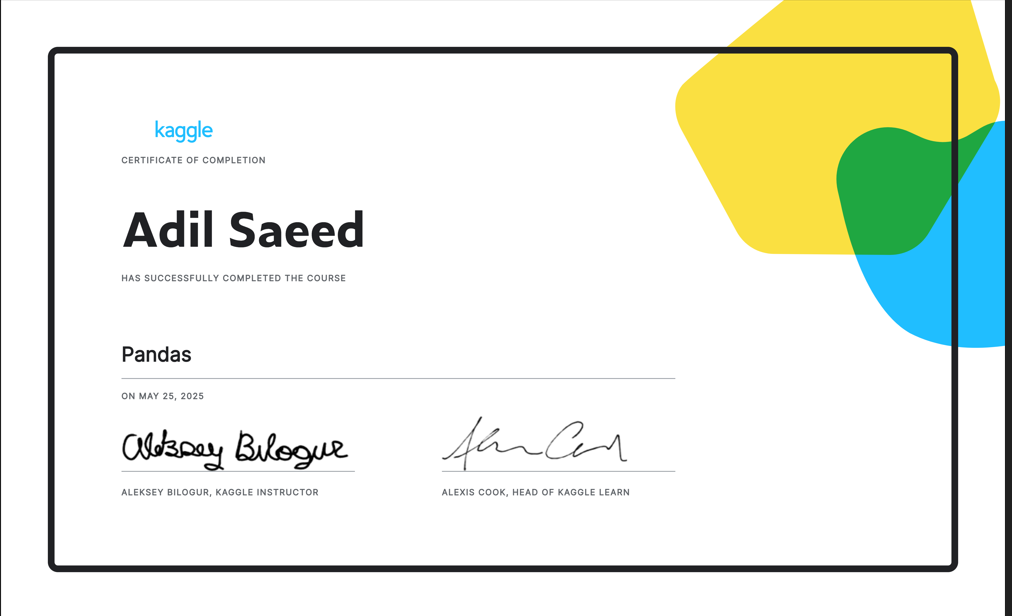 kaggle
CERTIFICATE OF COMPLETION
Adil Saeed
HAS SUCCESSFULLY COMPLETED THE COURSE
Pandas
ON MAY 25, 2025
Aleksey Bilogur
ALEKSEY BILOGUR, KAGGLE INSTRUCTOR
ALEXIS COOK, HEAD OF KAGGLE LEARN